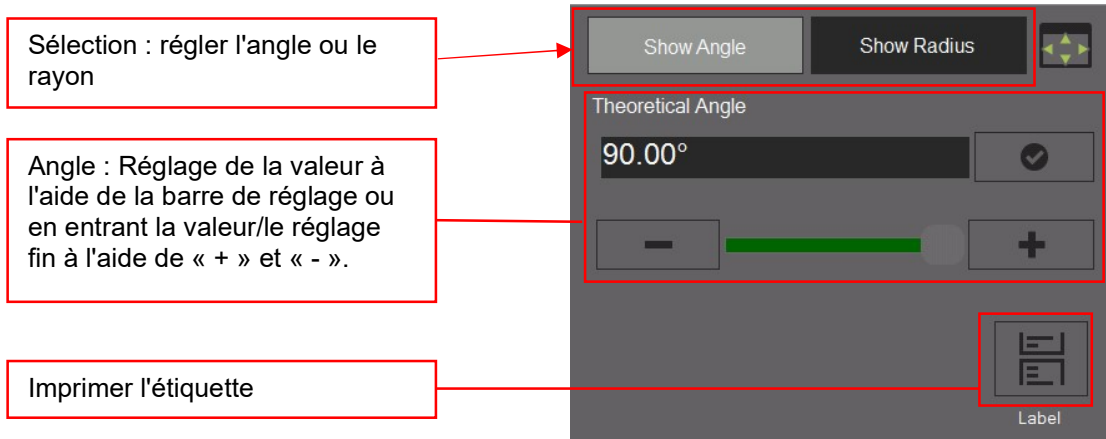 Sélection : régler l'angle ou le
rayon
Show Angle
Show Radius
Theoretical Angle
90.00°
Angle : Réglage de la valeur à
l'aide de la barre de réglage ou
en entrant la valeur/le réglage
fin à l'aide de « + » et « - ».
Imprimer l'étiquette
Label